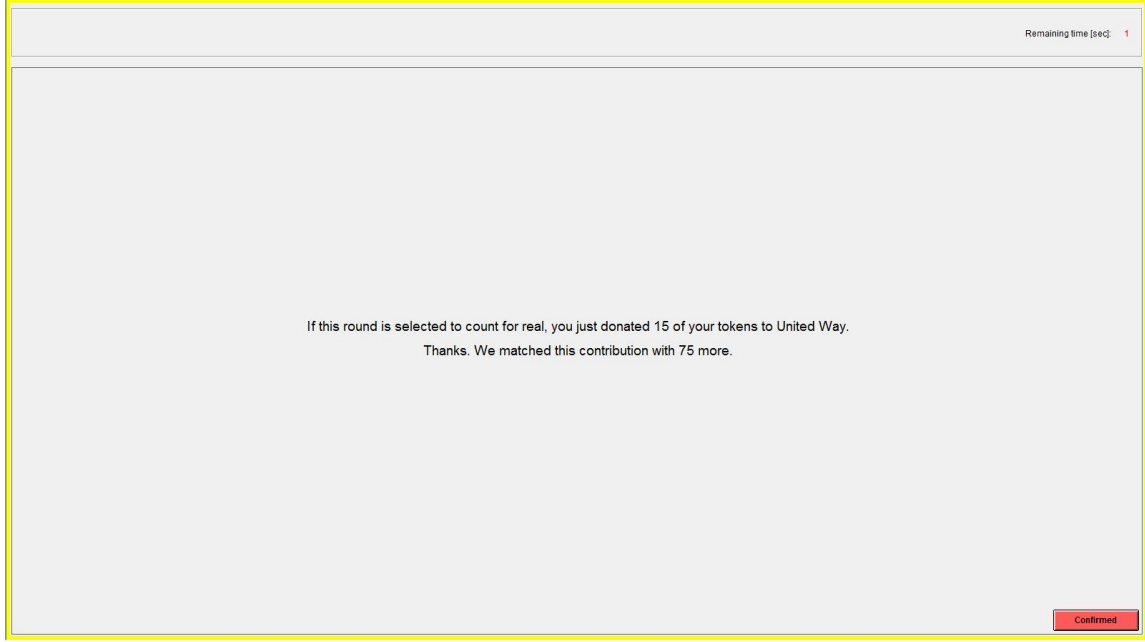 Remaining time [sec]: 1
If this round is selected to count for real, you just donated 15 of your tokens to United Way.
Thanks. We matched this contribution with 75 more.
Confirmed